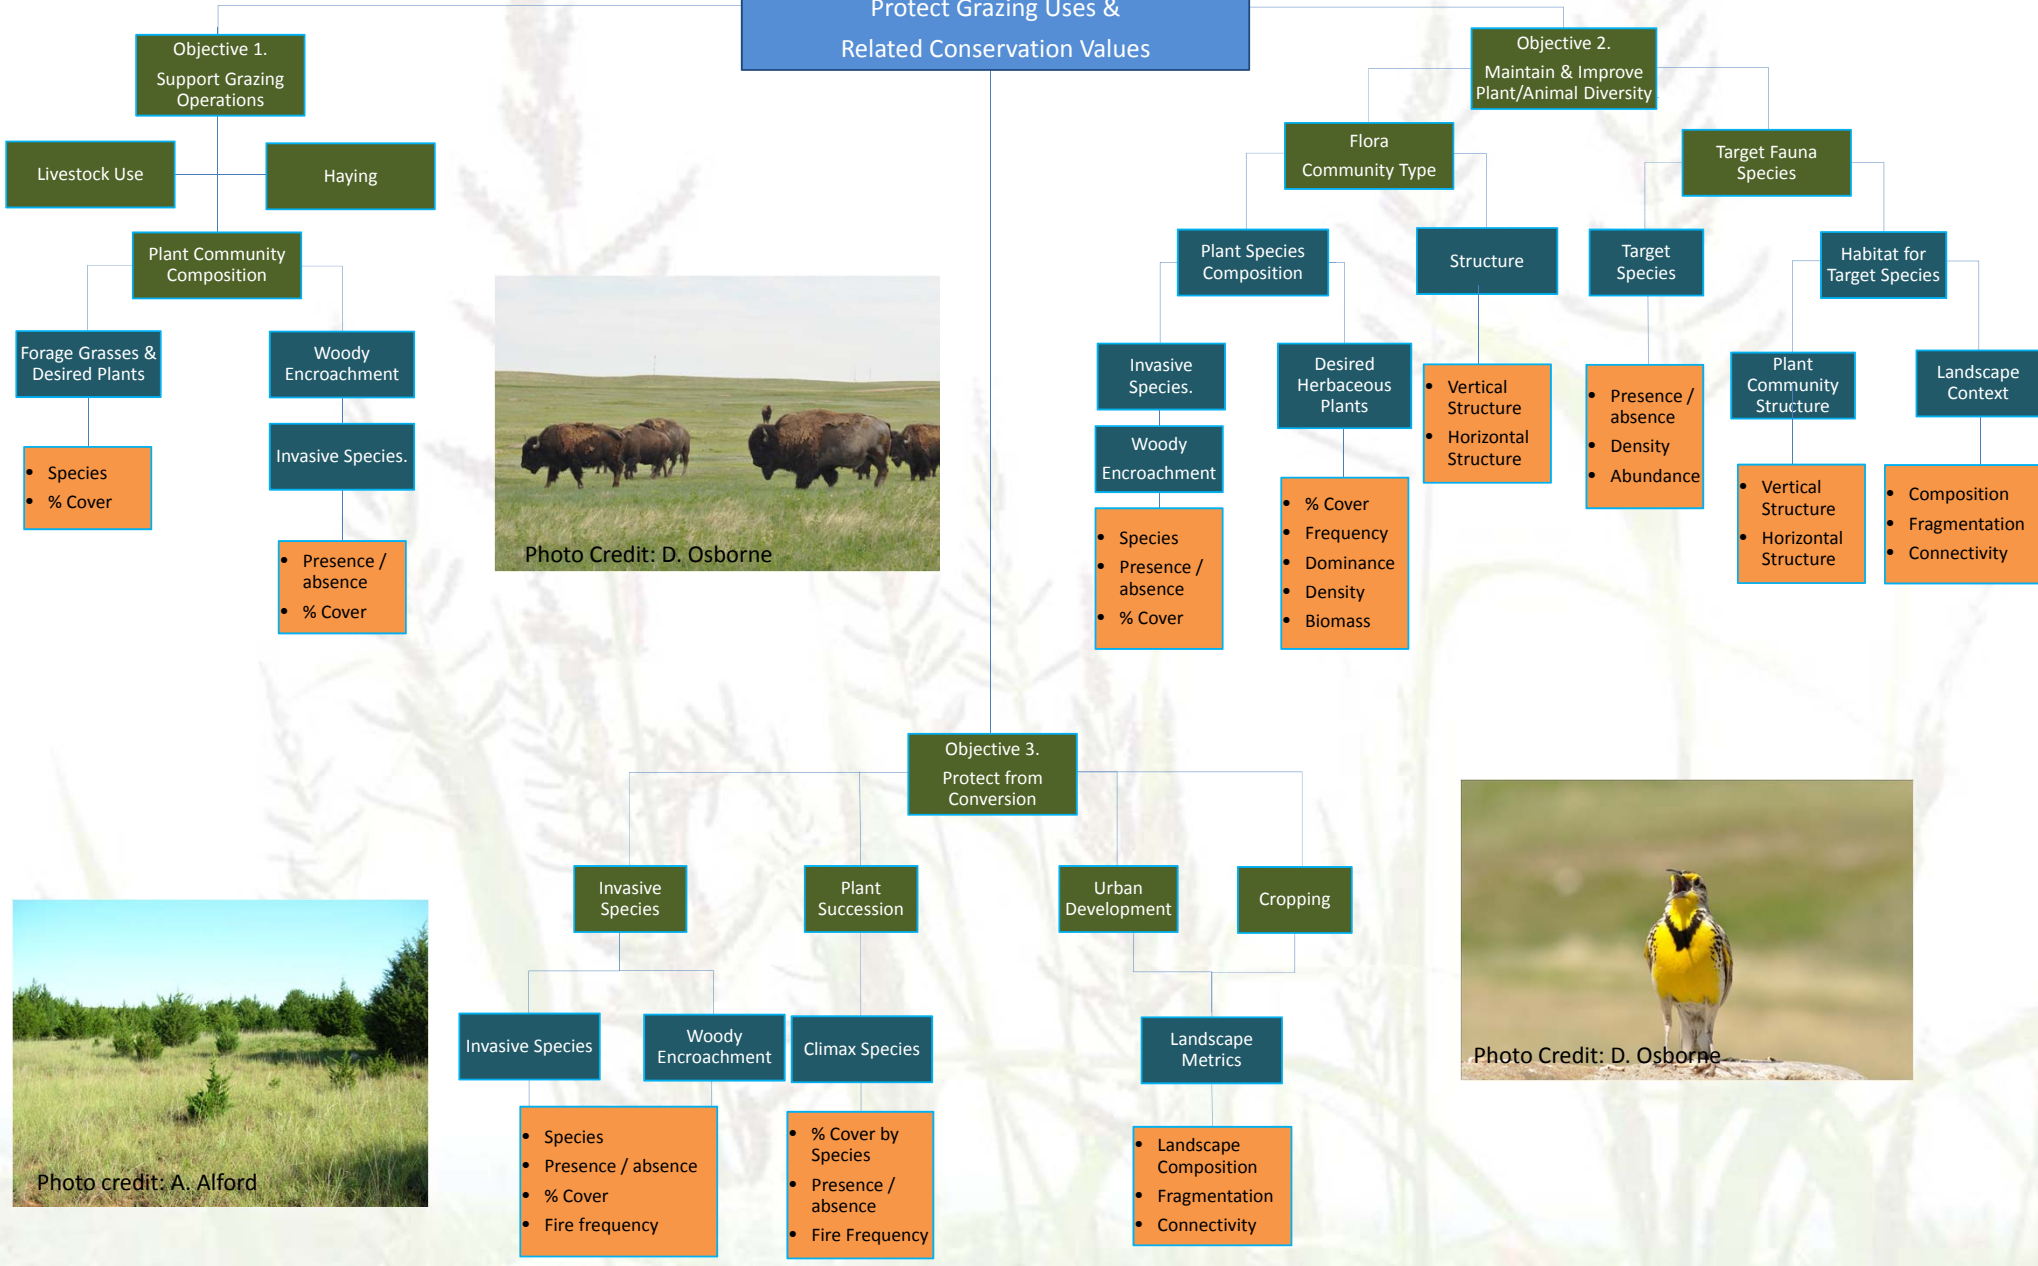 Protect Grazing Uses &
Related Conservation Values
Objective 1.
Support Grazing
Operations
Livestock Use
Haying
Plant Community
Composition
Forage Grasses &
Desired Plants
Woody
Encroachment
Invasive Species.
• Species
• % Cover
• Presence /
absence
• % Cover
Photo Credit: D. Osborne
Objective 2.
Maintain & Improve
Plant/Animal Diversity
Flora
Community Type
Target Fauna
Species
Plant Species
Composition
Structure
Target
Species
Habitat for
Target Species
Invasive
Species.
Woody
Encroachment
Desired
Herbaceous
Plants
• Vertical
Structure
• Horizontal
Structure
• Presence /
absence
• Density
• Abundance
Plant
Community
Structure
Landscape
Context
• Species
• Presence /
absence
• % Cover
• % Cover
• Frequency
• Dominance
• Density
• Biomass
• Vertical
Structure
• Horizontal
Structure
• Composition
• Fragmentation
• Connectivity
Objective 3.
Protect from
Conversion
Invasive
Species
Plant
Succession
Urban
Development
Cropping
Invasive Species
Woody
Encroachment
Climax Species
Landscape
Metrics
• Species
• Presence / absence
• % Cover
• Fire frequency
• % Cover by
Species
• Presence /
absence
• Fire Frequency
• Landscape
Composition
• Fragmentation
• Connectivity
Photo credit: A. Alford
Photo Credit: D. Osborne